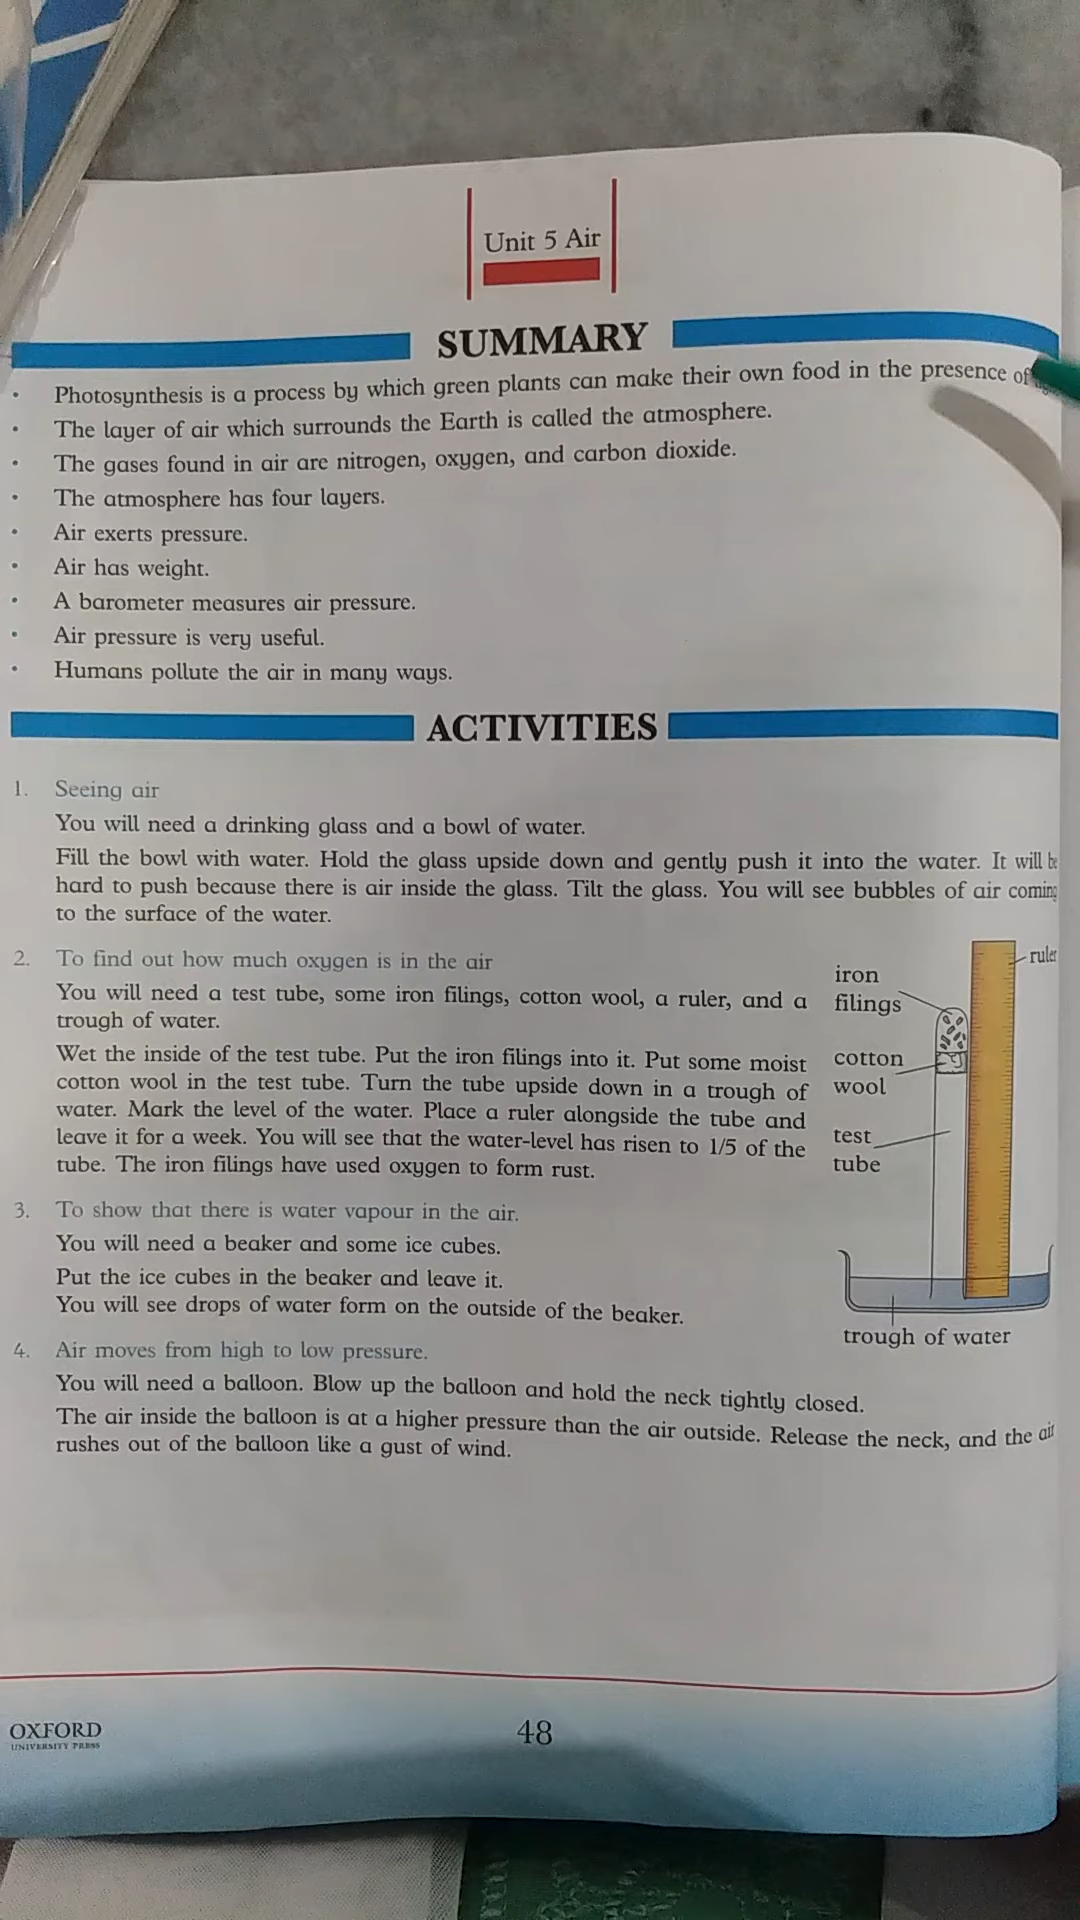 Unit 5 Air
SUMMARY
• Photosynthesis is a process by which green plants can make their own food in the presence of
• The layer of air which surrounds the Earth is called the atmosphere.
• The gases found in air are nitrogen, oxygen, and carbon dioxide.
• The atmosphere has four layers.
• Air exerts pressure.
• Air has weight.
• A barometer measures air pressure.
• Air pressure is very useful.
• Humans pollute the air in many ways.
ACTIVITIES
1. Seeing air
You will need a drinking glass and a bowl of water.
Fill the bowl with water. Hold the glass upside down and gently push it into the water. It will be
hard to push because there is air inside the glass. Tilt the glass. You will see bubbles of air coming
to the surface of the water.
2. To find out how much oxygen is in the air
You will need a test tube, some iron filings, cotton wool, a ruler, and a
trough of water.
Wet the inside of the test tube. Put the iron filings into it. Put some moist
cotton wool in the test tube. Turn the tube upside down in a trough of
water. Mark the level of the water. Place a ruler alongside the tube and
leave it for a week. You will see that the water-level has risen to 1/5 of the
tube. The iron filings have used oxygen to form rust.
ruler
iron
filings
cotton
wool
test
tube
trough of water
3. To show that there is water vapour in the air.
You will need a beaker and some ice cubes.
Put the ice cubes in the beaker and leave it.
You will see drops of water form on the outside of the beaker.
4. Air moves from high to low pressure.
You will need a balloon. Blow up the balloon and hold the neck tightly closed.
The air inside the balloon is at a higher pressure than the air outside. Release the neck, and the air
rushes out of the balloon like a gust of wind.
OXFORD
UNIVERSITY PRESS
48